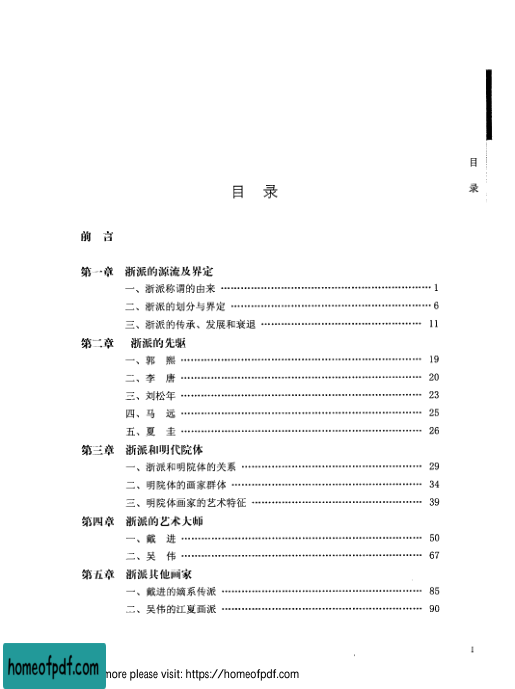 目
录
目 录
前 言
第一章 浙派的源流及界定
一、浙派称谓的由来 ……………………………………………… 1
二、浙派的划分与界定 ……………………………………………… 6
三、浙派的传承、发展和衰退 ……………………………………… 11
第二章 浙派的先驱
一、郭 熙 ……………………………………………… 19
二、李 唐 ……………………………………………… 20
三、刘松年 ……………………………………………… 23
四、马 远 ……………………………………………… 25
五、夏 圭 ……………………………………………… 26
第三章 浙派和明代院体
一、浙派和明院体的关系 ……………………………………… 29
二、明院体的画家群体 ……………………………………… 34
三、明院体画家的艺术特征 ……………………………………… 39
第四章 浙派的艺术大师
一、戴 进 ……………………………………………… 50
二、吴 伟 ……………………………………………… 67
第五章 浙派其他画家
一、戴进的嫡系传派 ……………………………………… 85
二、吴伟的江夏画派 ……………………………………… 90
1
homeofpdf.com
more please visit: https://homeofpdf.com